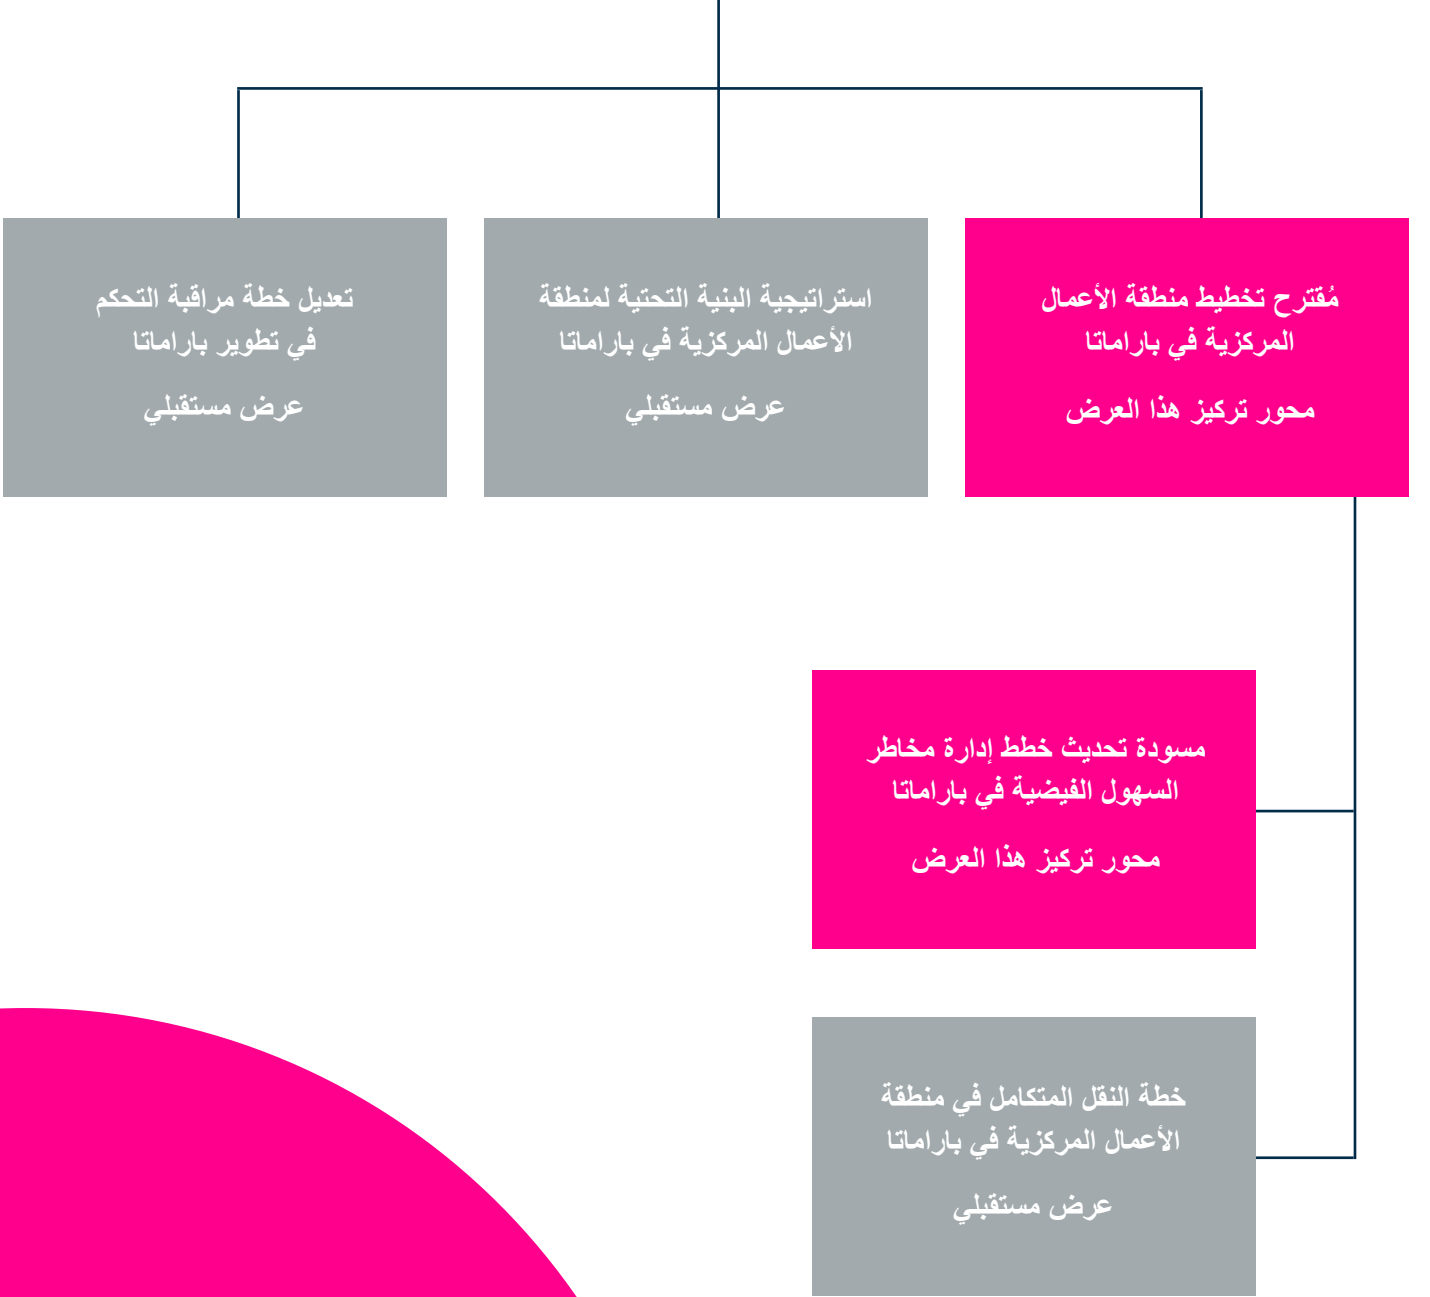 مُقترح تخطيط منطقة الأعمال
المركزية في باراماتا
محور تركيز هذا العرض
استراتيجية البنية التحتية لمنطقة
الأعمال المركزية في باراماتا
عرض مستقبلي
تعديل خطة مراقبة التحكم
في تطوير باراماتا
عرض مستقبلي
مسودة تحديث خطط إدارة مخاطر
السهول الفيضية في باراماتا
محور تركيز هذا العرض
خطة النقل المتكامل في منطقة
الأعمال المركزية في باراماتا
عرض مستقبلي